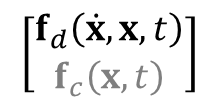 [𝐟_d(ẋ, 𝐱, t)]
[𝐟_c(𝐱, t)]